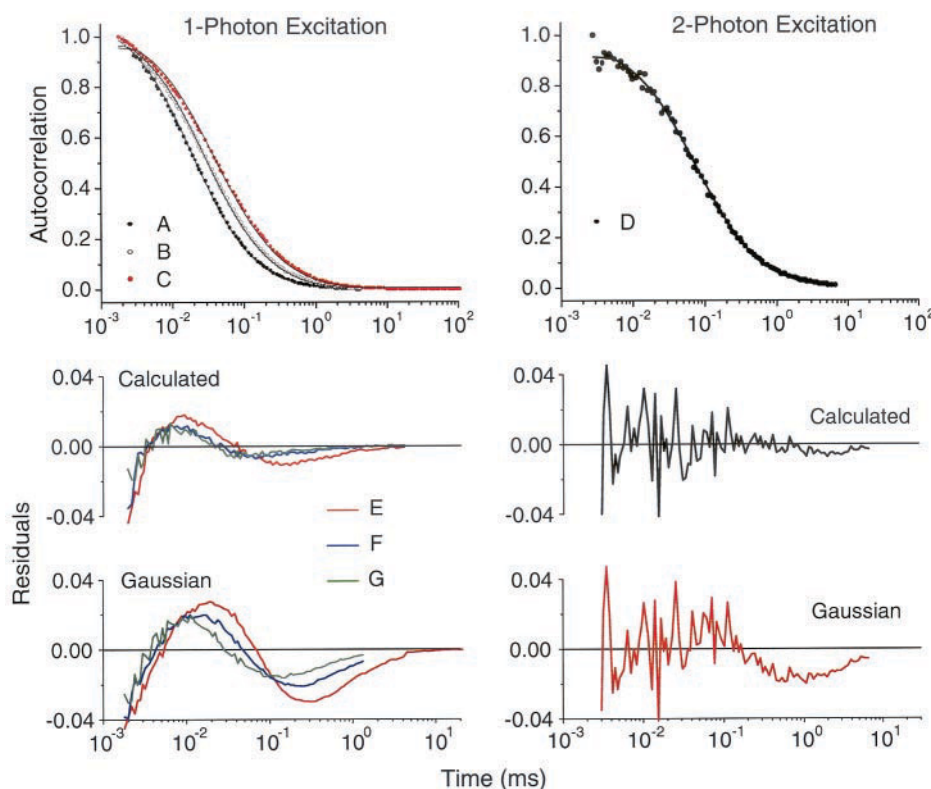 1-Photon Excitation
2-Photon Excitation
Autocorrelation
1.0
0.8
0.6
0.4
0.2
0.0
A
B
C
10-3 10-2 10-1 100 101 102
1.0
0.8
0.6
0.4
0.2
0.0
D
10-3 10-2 10-1 100 101 102
Residuals
0.04
0.00
-0.04
Calculated
E
F
G
0.04
0.00
-0.04
Gaussian
10-3 10-2 10-1 100 101
0.04
0.00
-0.04
Calculated
0.04
0.00
-0.04
Gaussian
10-3 10-2 10-1 100 101
Time (ms)